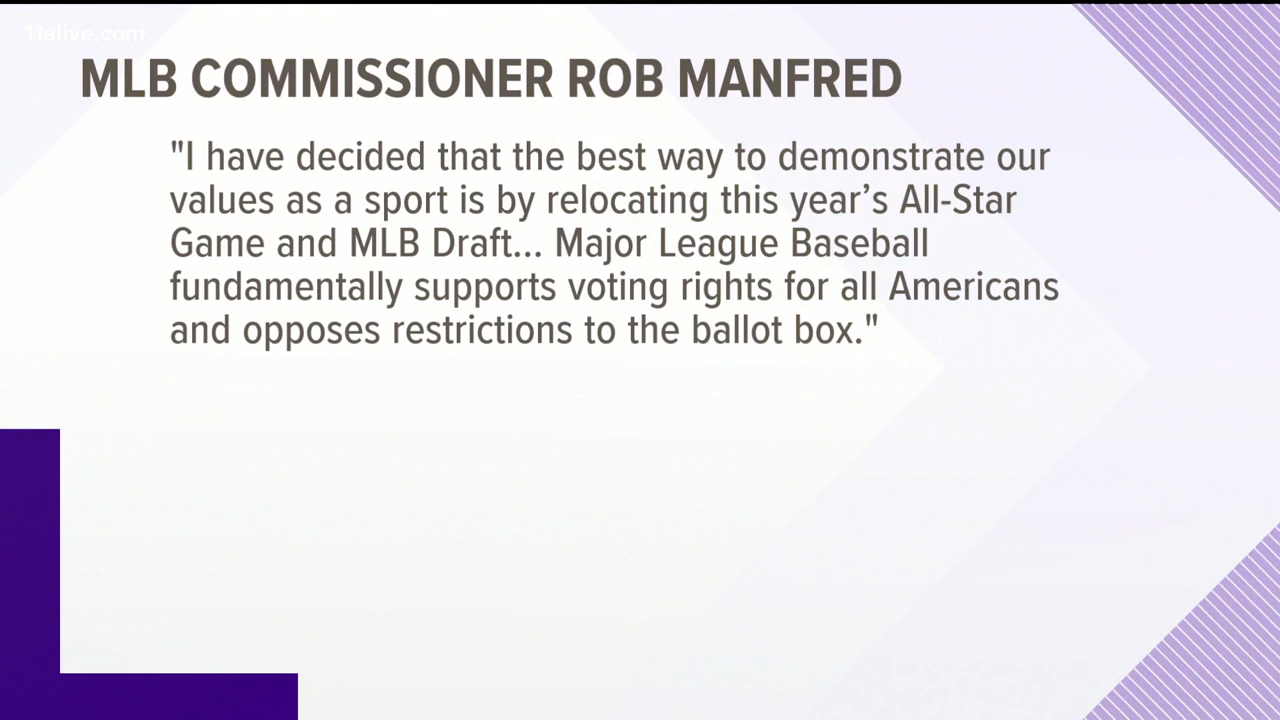 11alive.com
MLB COMMISSIONER ROB MANFRED
"I have decided that the best way to demonstrate our
values as a sport is by relocating this year’s All-Star
Game and MLB Draft... Major League Baseball
fundamentally supports voting rights for all Americans
and opposes restrictions to the ballot box."